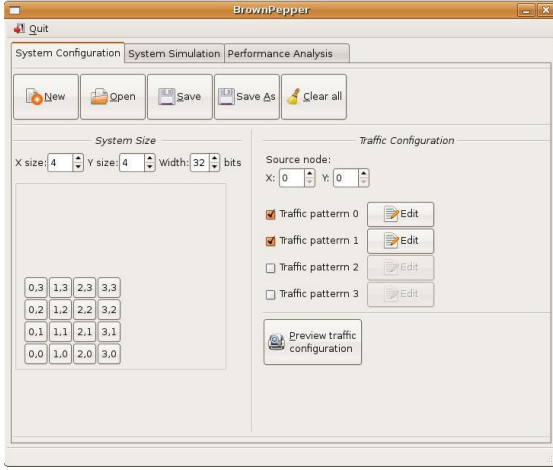 BrownPepper
Quit
System Configuration System Simulation Performance Analysis
New Open Save Save As Clear all
System Size
X size: 4 Y size: 4 Width: 32 bits
0,3 1,3 2,3 3,3
0,2 1,2 2,2 3,2
0,1 1,1 2,1 3,1
0,0 1,0 2,0 3,0
Traffic Configuration
Source node:
X: 0 Y: 0
Traffic patterrn 0 Edit
Traffic patterrn 1 Edit
Traffic patterrn 2 Edit
Traffic patterrn 3 Edit
Preview traffic
configuration